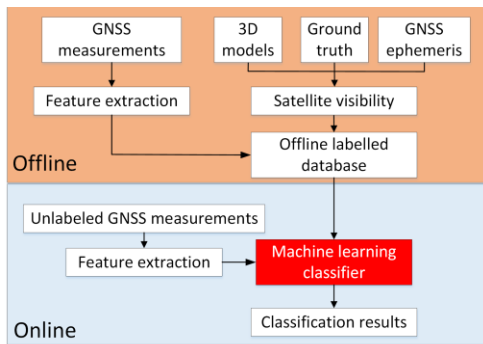 GNSS
measurements
3D
models
Ground
truth
GNSS
ephemeris
Feature extraction
Satellite visibility
Offline labelled
database
Offline
Unlabeled GNSS measurements
Feature extraction
Machine learning
classifier
Classification results
Online